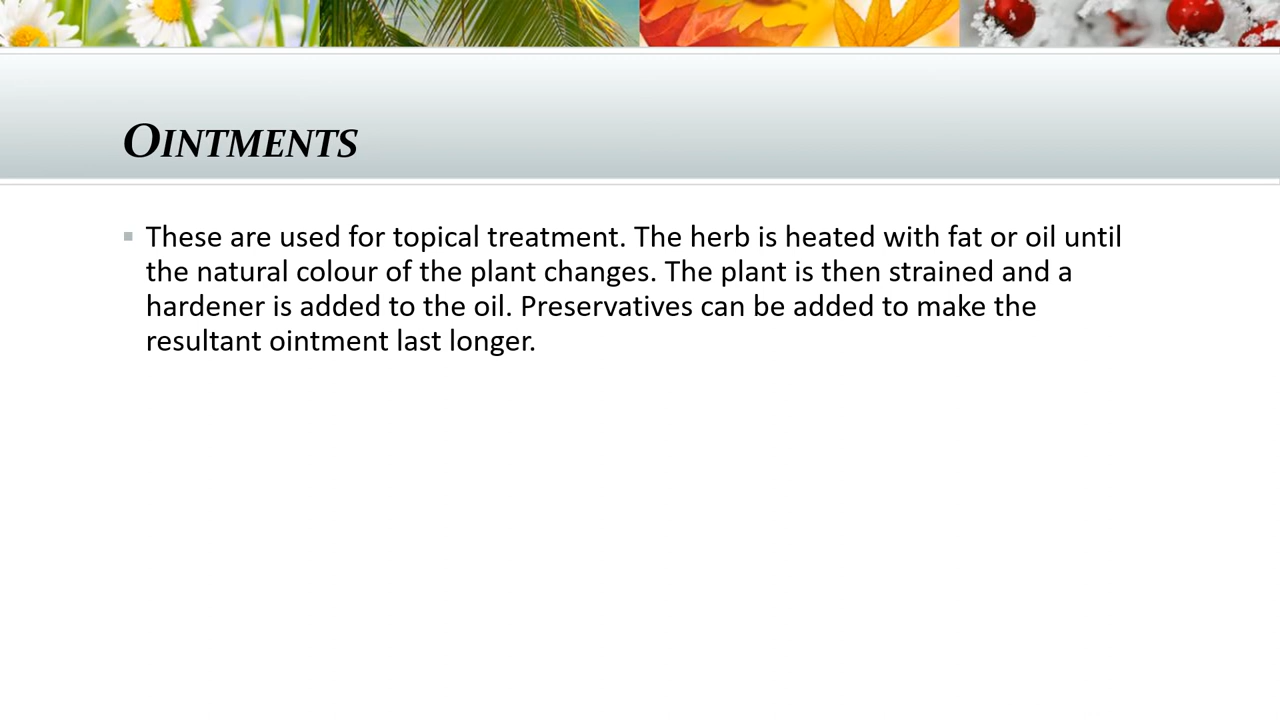 OINTMENTS
These are used for topical treatment. The herb is heated with fat or oil until
the natural colour of the plant changes. The plant is then strained and a
hardener is added to the oil. Preservatives can be added to make the
resultant ointment last longer.